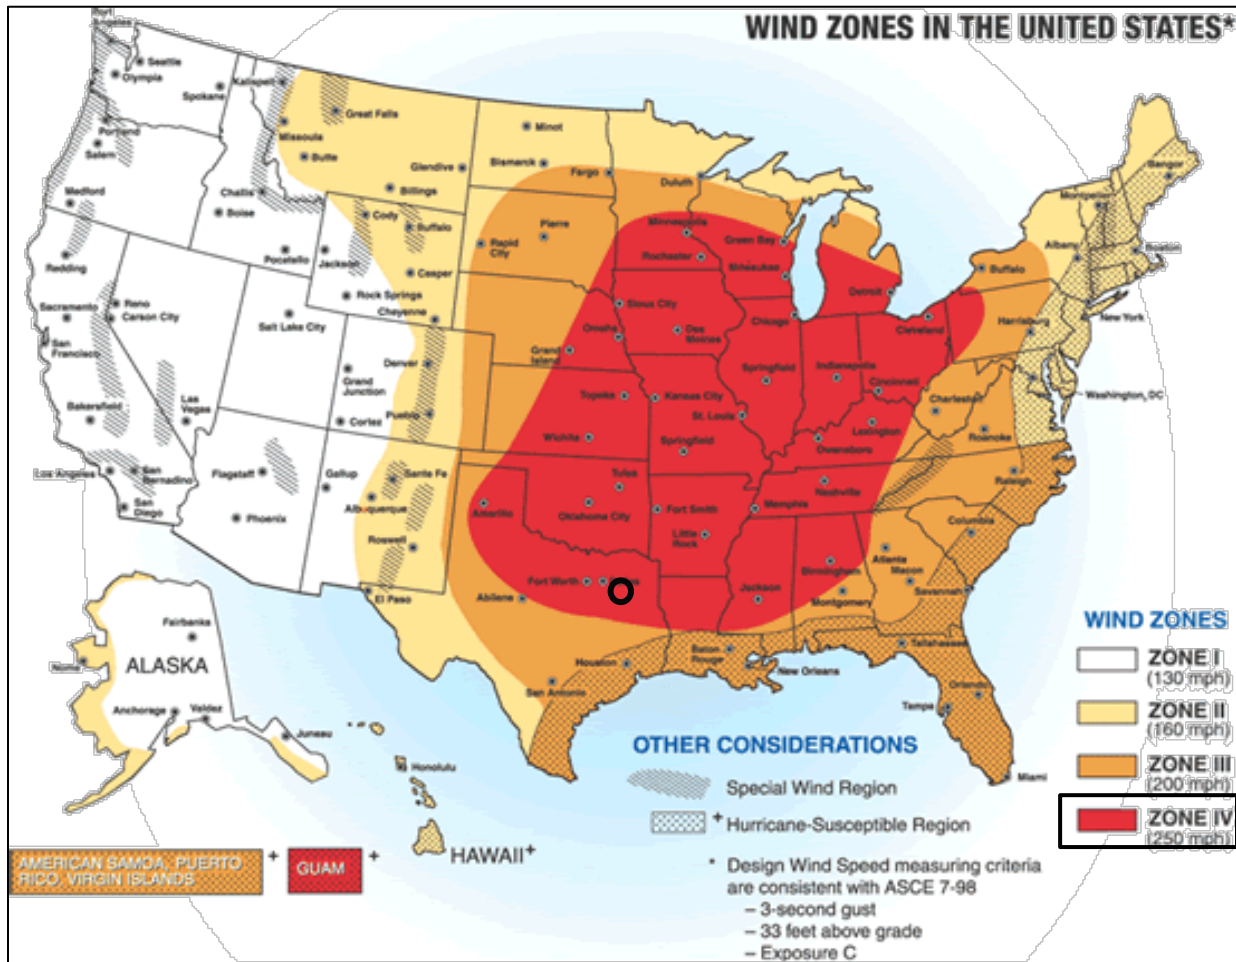 WIND ZONES IN THE UNITED STATES*
Port
Angeles
Seattle
Olympia
Spokane
Kalispell
Great Falls
Portland
Salem
Missoula
Butte
Glendive
Billings
Minot
Bismarck
Fargo
Duluth
Medford
Challis
Boise
Cody
Buffalo
Rapid
City
Pierre
Minneapolis
Green Bay
Rochester
Milwaukee
Bangor
Montpelier
Albany
Boston
Buffalo
Redding
Pocatello
Jackson
Casper
Rock Springs
Cheyenne
Sioux City
Detroit
Reno
Carson City
Sacramento
San
Francisco
Salt Lake City
Omaha
Des
Moines
Chicago
Cleveland
Harrisburg
New York
Grand
Island
Denver
Grand
Junction
Springfield
Indianapolis
Cincinnati
Washington, DC
Bakersfield
Las
Vegas
Cortez
Pueblo
Topeka
Kansas City
St. Louis
Charleston
Lexington
Roanoke
Wichita
Springfield
Owensboro
Los Angeles
San
Bernadino
Flagstaff
Gallup
Sante Fe
Tulsa
Nashville
Raleigh
San
Diego
Phoenix
Albuquerque
Amarillo
Oklahoma City
Fort Smith
Memphis
Columbia
Roswell
Little
Rock
Atlanta
Macon
Birmingham
El Paso
Fort Worth
Abilene
Jackson
Montgomery
Savannah
Tallahassee
Houston
Baton
Rouge
New Orleans
San Antonio
Orlando
Tampa
Miami
Fairbanks
Nome
ALASKA
Anchorage
Valdez
Juneau
Honolulu
HAWAII+
AMERICAN SAMOA, PUERTO
RICO, VIRGIN ISLANDS
+
GUAM
+
OTHER CONSIDERATIONS
Special Wind Region
+ Hurricane-Susceptible Region
* Design Wind Speed measuring criteria
are consistent with ASCE 7-98
– 3-second gust
– 33 feet above grade
– Exposure C
WIND ZONES
ZONE I
(130 mph)
ZONE II
(160 mph)
ZONE III
(200 mph)
ZONE IV
(250 mph)